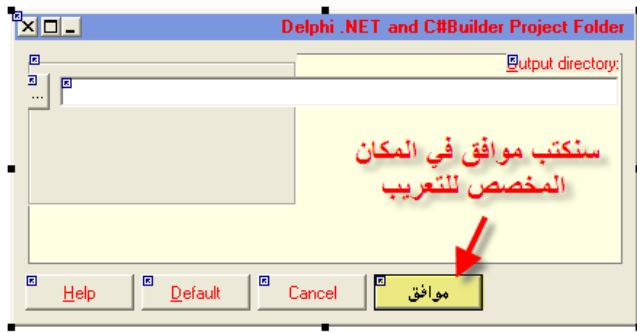 Delphi .NET and C#Builder Project Folder
Output directory:
...
سنكتب موافق في المكان
المخصص للتعريب
Help
Default
Cancel
موافق